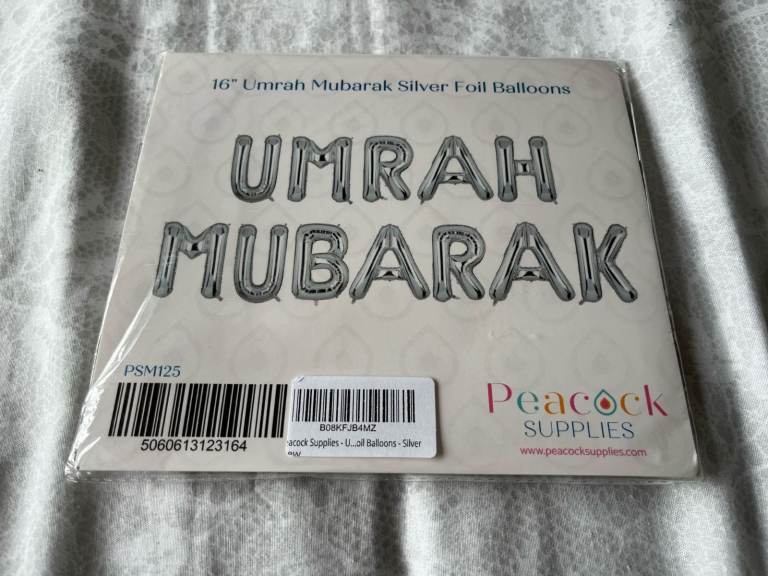 16" Umrah Mubarak Silver Foil Balloons
UMRAH
MUBARAK
PSM125
5060613123164
B08KFJB4MZ
eacock Supplies - U...oil Balloons - Silver
Peacock
SUPPLIES
www.peacocksupplies.com